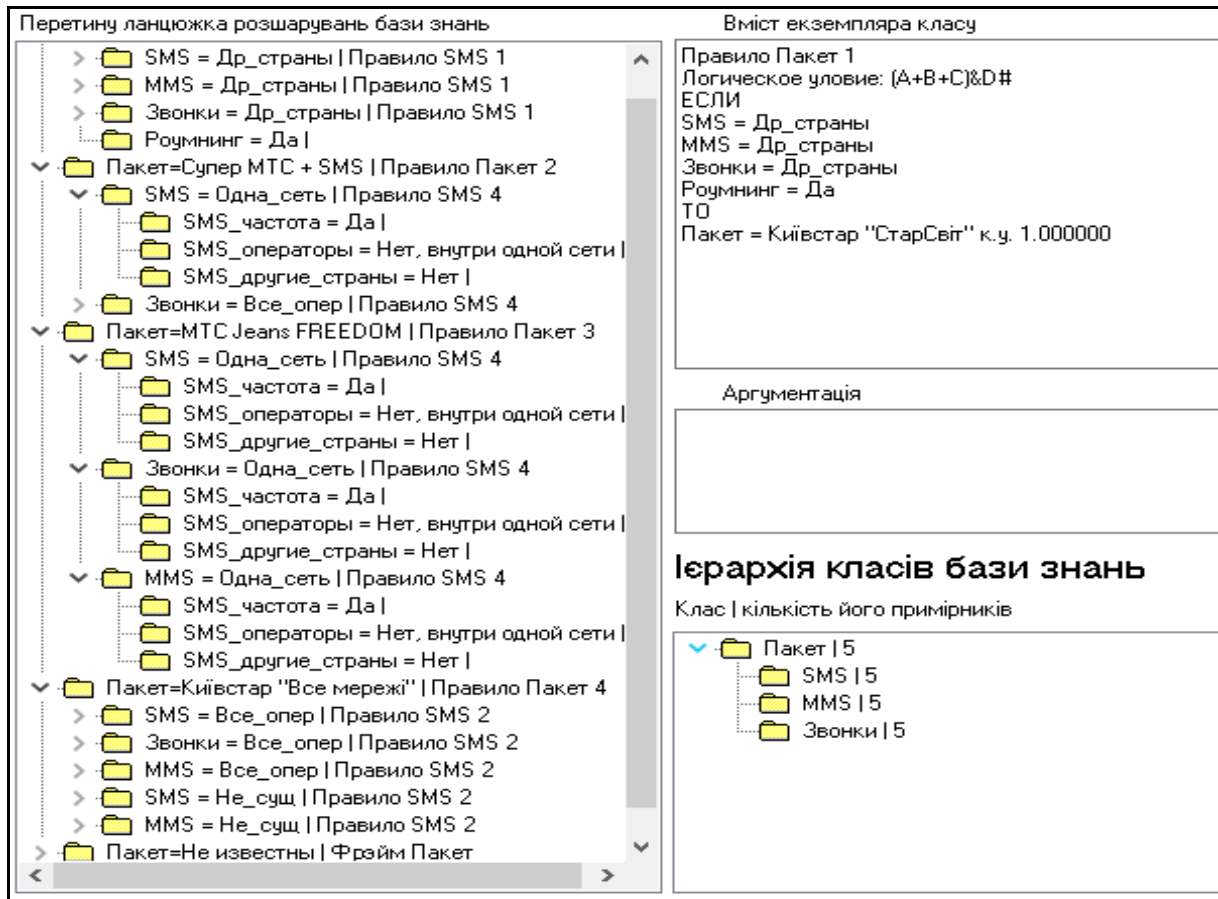 Перетину ланцюжка розшарувань бази знань
SMS = Др_страны | Правило SMS 1
MMS = Др_страны | Правило SMS 1
Звонки = Др_страны | Правило SMS 1
Роумнинг = Да |
Пакет=Супер МТС + SMS | Правило Пакет 2
SMS = Одна_сеть | Правило SMS 4
SMS_частота = Да |
SMS_операторы = Нет, внутри одной сети |
SMS_другие_страны = Нет |
Звонки = Все_опер | Правило SMS 4
Пакет=МТС Jeans FREEDOM | Правило Пакет 3
SMS = Одна_сеть | Правило SMS 4
SMS_частота = Да |
SMS_операторы = Нет, внутри одной сети |
SMS_другие_страны = Нет |
Звонки = Одна_сеть | Правило SMS 4
SMS_частота = Да |
SMS_операторы = Нет, внутри одной сети |
SMS_другие_страны = Нет |
MMS = Одна_сеть | Правило SMS 4
SMS_частота = Да |
SMS_операторы = Нет, внутри одной сети |
SMS_другие_страны = Нет |
Пакет=Київстар "Все мережі" | Правило Пакет 4
SMS = Все_опер | Правило SMS 2
Звонки = Все_опер | Правило SMS 2
MMS = Все_опер | Правило SMS 2
SMS = Не_сущ | Правило SMS 2
MMS = Не_сущ | Правило SMS 2
Пакет=Не известны | Фрэйм Пакет
Вміст екземпляра класу
Правило Пакет 1
Логическое уловие: (A+B+C)&D#
ЕСЛИ
SMS = Др_страны
MMS = Др_страны
Звонки = Др_страны
Роумнинг = Да
ТО
Пакет = Київстар "СтарСвіт" к.у. 1.000000
Аргументація
Ієрархія класів бази знань
Клас | кількість його примірників
Пакет | 5
SMS | 5
MMS | 5
Звонки | 5